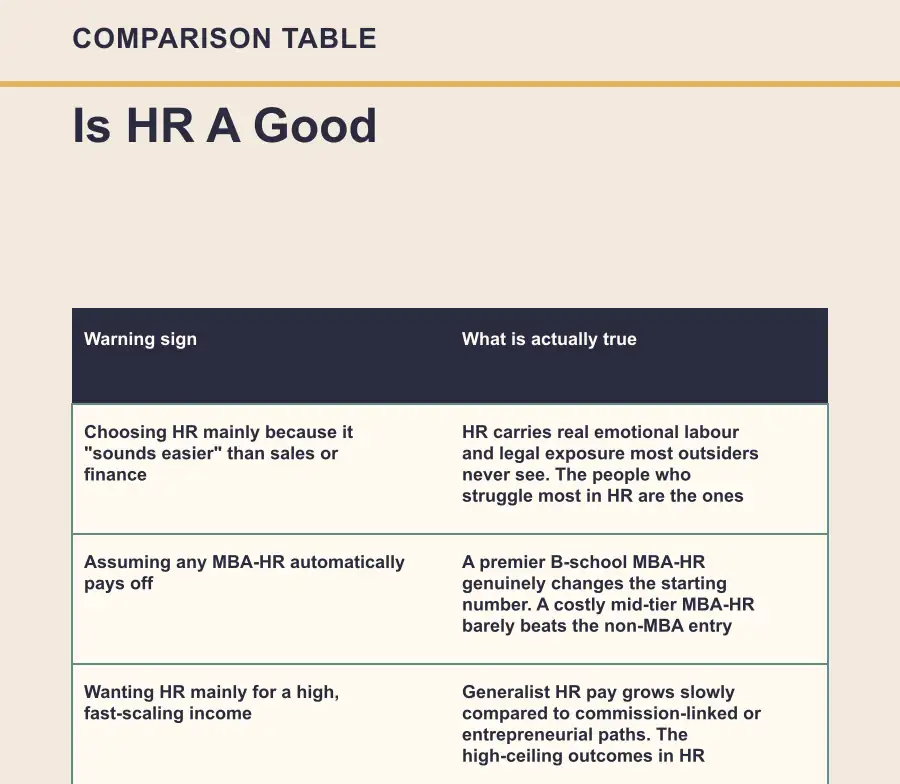 COMPARISON TABLE
Is HR A Good
Warning sign
What is actually true
Choosing HR mainly because it
"sounds easier" than sales or
finance
HR carries real emotional labour
and legal exposure most outsiders
never see. The people who
struggle most in HR are the ones
Assuming any MBA-HR automatically
pays off
A premier B-school MBA-HR
genuinely changes the starting
number. A costly mid-tier MBA-HR
barely beats the non-MBA entry
Wanting HR mainly for a high,
fast-scaling income
Generalist HR pay grows slowly
compared to commission-linked or
entrepreneurial paths. The
high-ceiling outcomes in HR